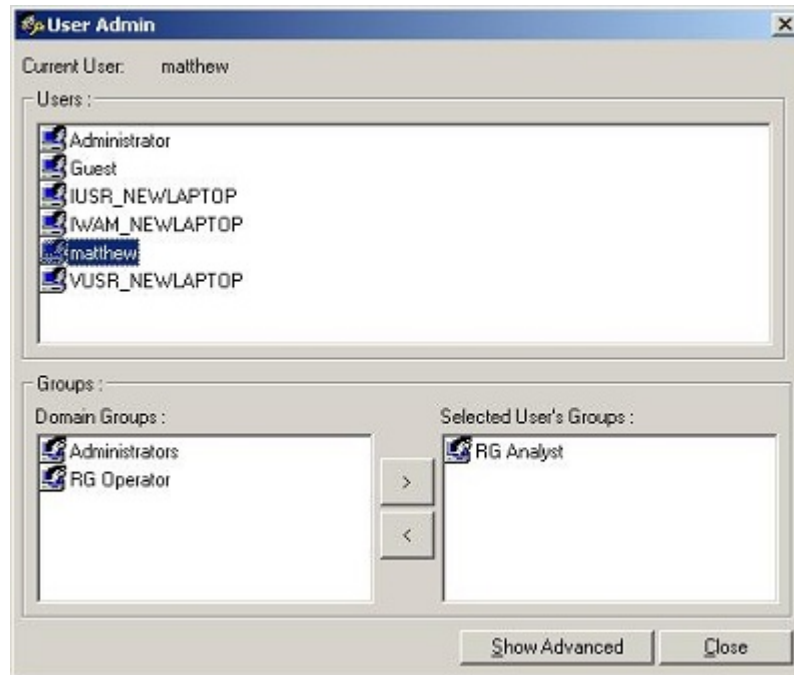 User Admin
Current User: matthew
Users :
Administrator
Guest
IUSR_NEWLAPTOP
IWAM_NEWLAPTOP
matthew
VUSR_NEWLAPTOP
Groups :
Domain Groups :
Administrators
RG Operator
>
<
Selected User's Groups :
RG Analyst
Show Advanced
Close